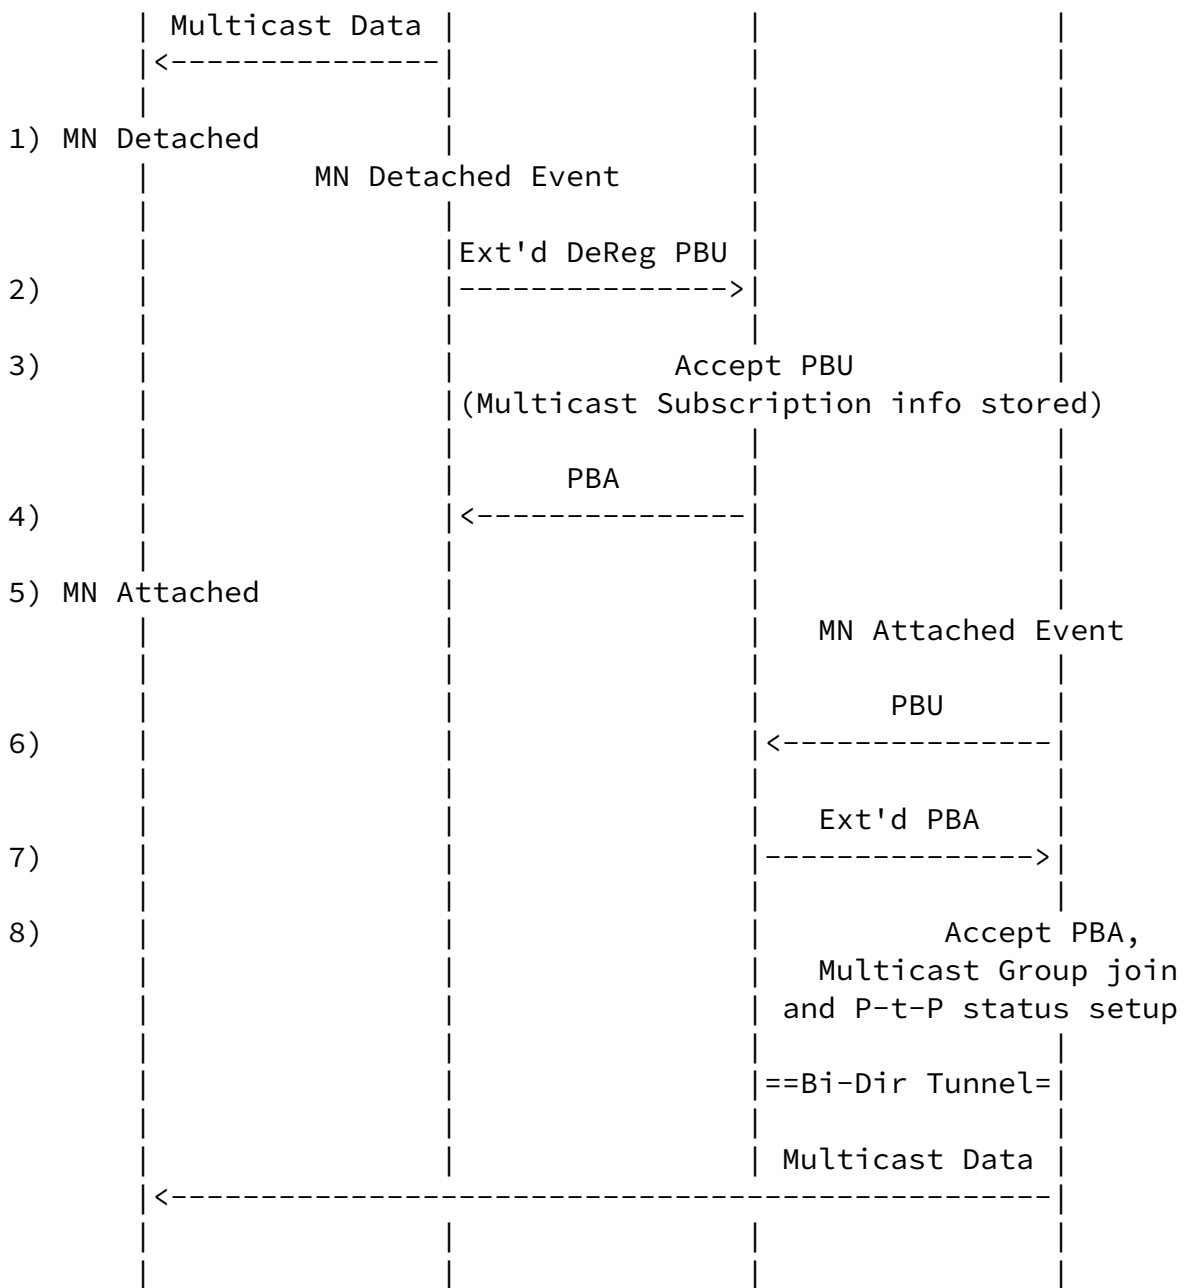 Multicast Data
1) MN Detached
MN Detached Event
Ext'd DeReg PBU
2)
3) Accept PBU
(Multicast Subscription info stored)
PBA
4)
5) MN Attached
MN Attached Event
PBU
6)
Ext'd PBA
7)
8) Accept PBA,
Multicast Group join
and P-t-P status setup
==Bi-Dir Tunnel=
Multicast Data